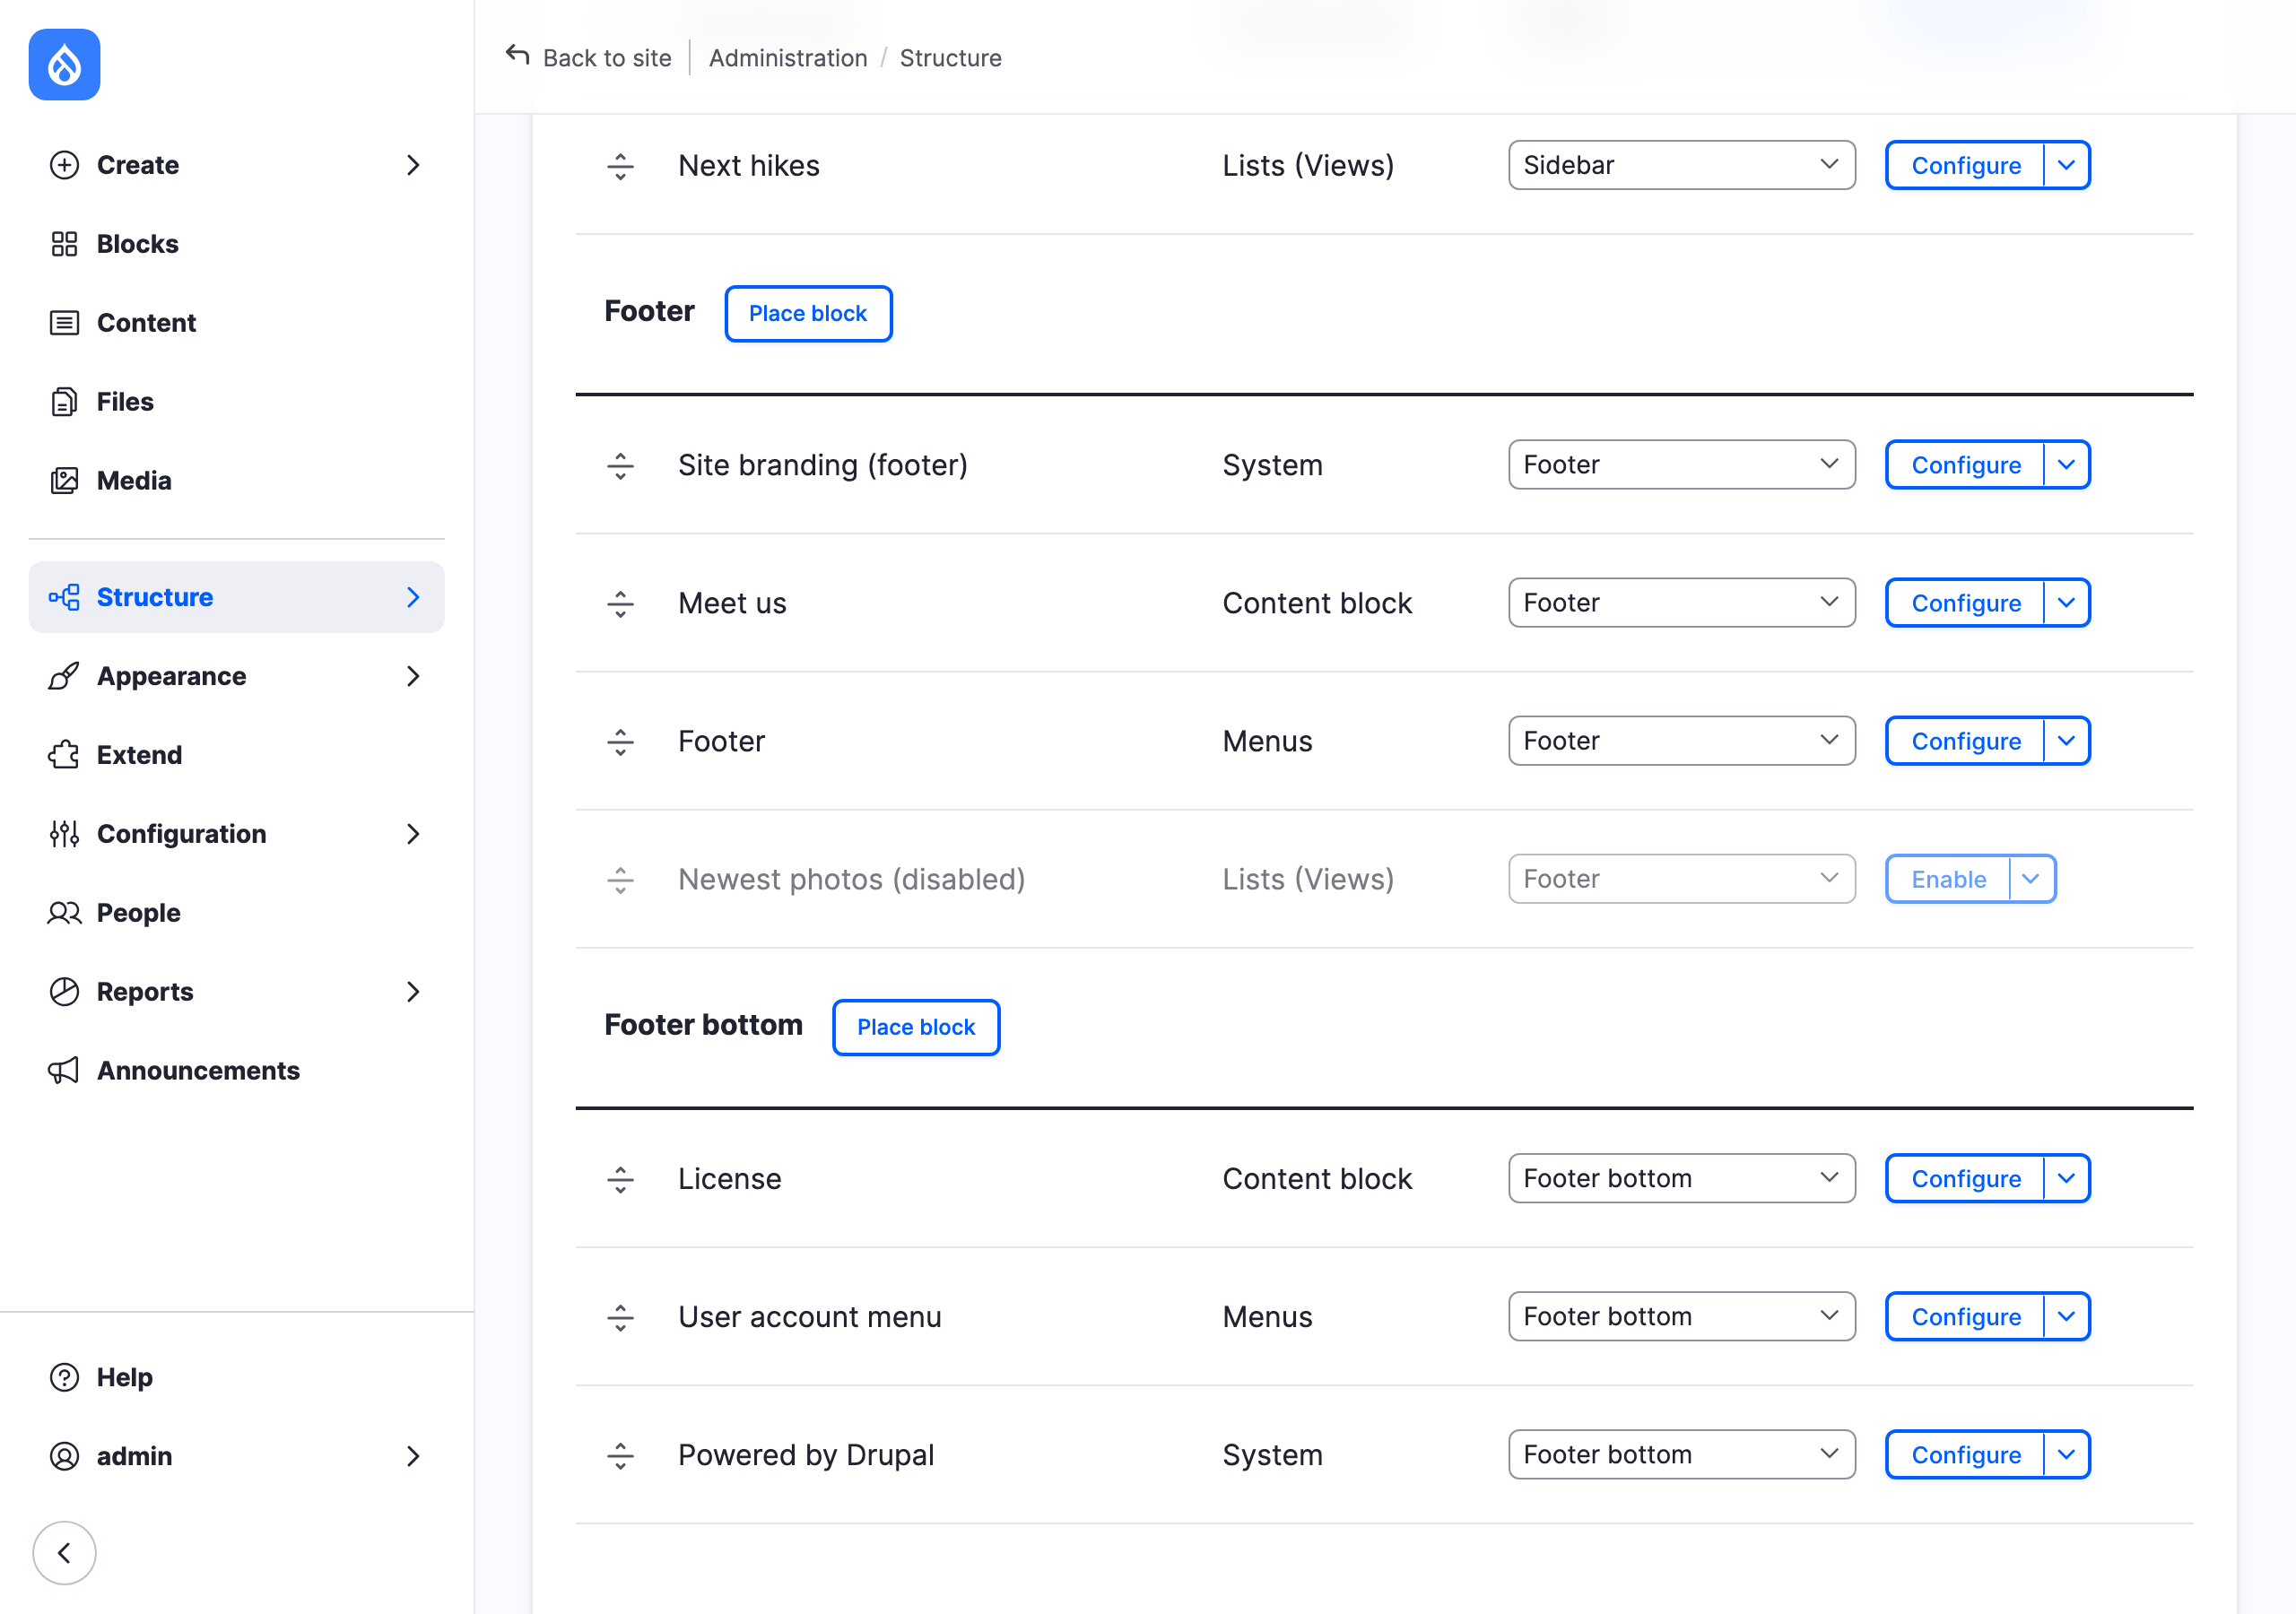 Back to site
Administration / Structure
Create
Blocks
Content
Files
Media
Structure
Appearance
Extend
Configuration
People
Reports
Announcements
Help
admin
Next hikes Lists (Views) Sidebar Configure
Footer Place block
Site branding (footer) System Footer Configure
Meet us Content block Footer Configure
Footer Menus Footer Configure
Newest photos (disabled) Lists (Views) Footer Enable
Footer bottom Place block
License Content block Footer bottom Configure
User account menu Menus Footer bottom Configure
Powered by Drupal System Footer bottom Configure